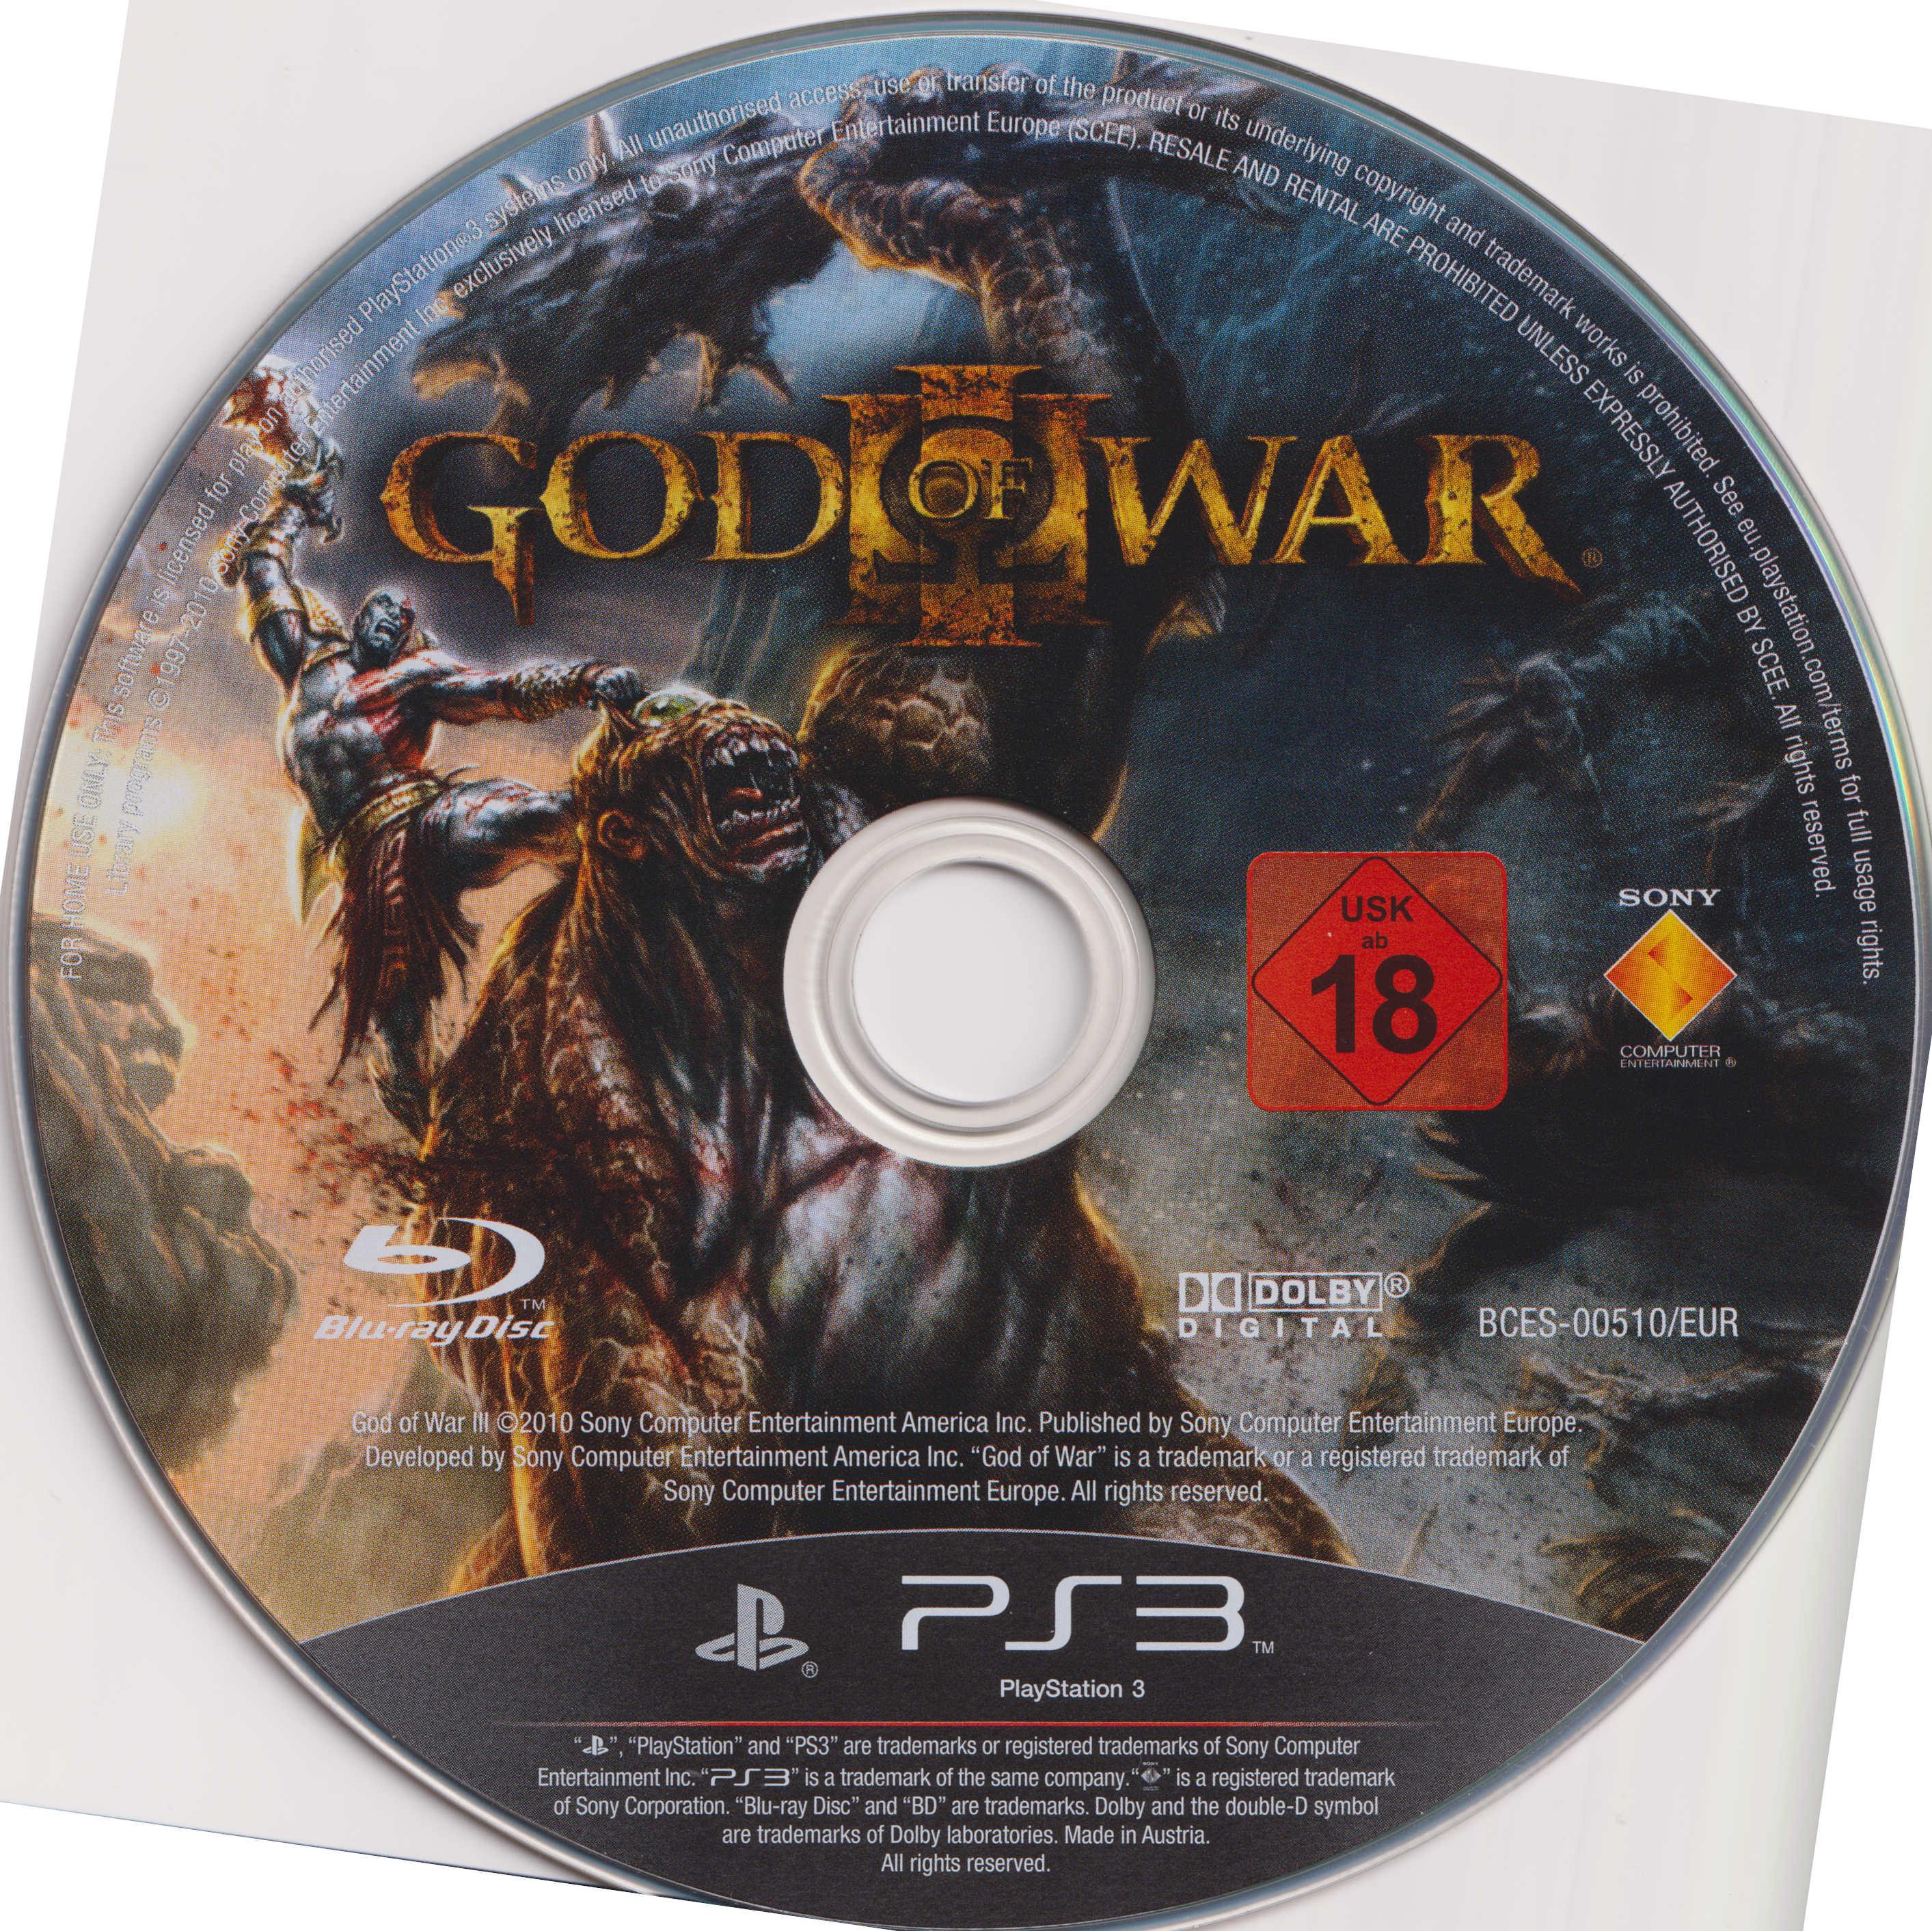 FOR HOME USE ONLY. This software is licensed for play on authorised PlayStation®3 systems only. All unauthorised access, use or transfer of the product or its underlying copyright and trademark works is prohibited. See eu.playstation.com/terms for full usage rights.
Library programs ©1997-2010 Sony Computer Entertainment Inc. exclusively licensed to Sony Computer Entertainment Europe (SCEE). RESALE AND RENTAL ARE PROHIBITED UNLESS EXPRESSLY AUTHORISED BY SCEE. All rights reserved.
III
GOD OF WAR®
USK
ab
18
SONY
COMPUTER
ENTERTAINMENT ®
TM
Blu-ray Disc
DOLBY®
DIGITAL
BCES-00510/EUR
God of War III ©2010 Sony Computer Entertainment America Inc. Published by Sony Computer Entertainment Europe.
Developed by Sony Computer Entertainment America Inc. “God of War” is a trademark or a registered trademark of
Sony Computer Entertainment Europe. All rights reserved.
® PS3™
PlayStation 3
“ ”, “PlayStation” and “PS3” are trademarks or registered trademarks of Sony Computer
Entertainment Inc. “PS3” is a trademark of the same company. “ ” is a registered trademark
of Sony Corporation. “Blu-ray Disc” and “BD” are trademarks. Dolby and the double-D symbol
are trademarks of Dolby laboratories. Made in Austria.
All rights reserved.